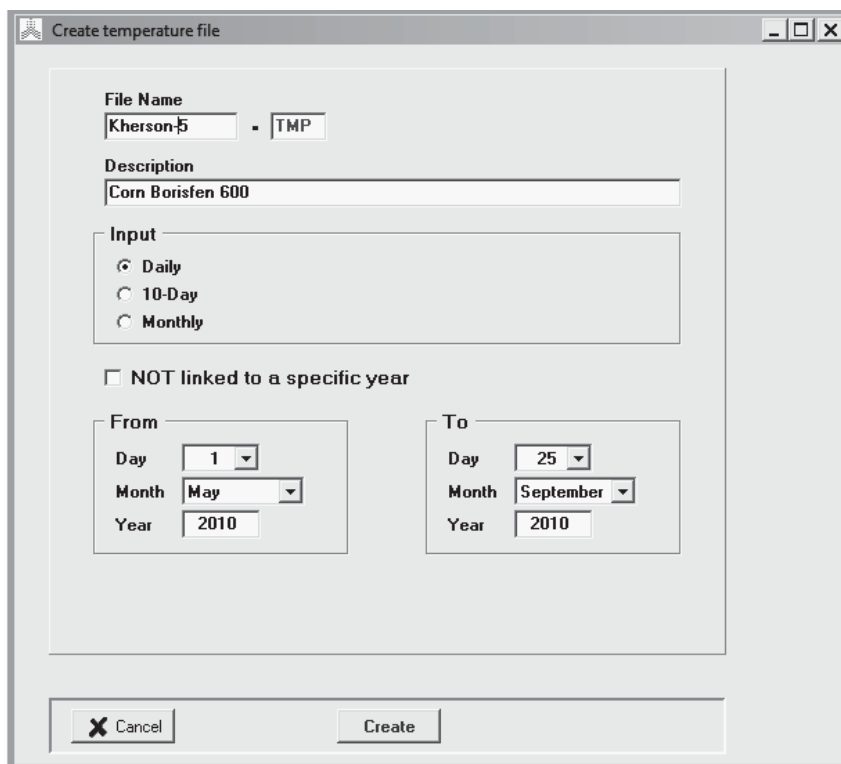 Create temperature file
File Name
Kherson-5 . TMP
Description
Corn Borisfen 600
Input
Daily
10-Day
Monthly
NOT linked to a specific year
From
Day 1
Month May
Year 2010
To
Day 25
Month September
Year 2010
Cancel
Create